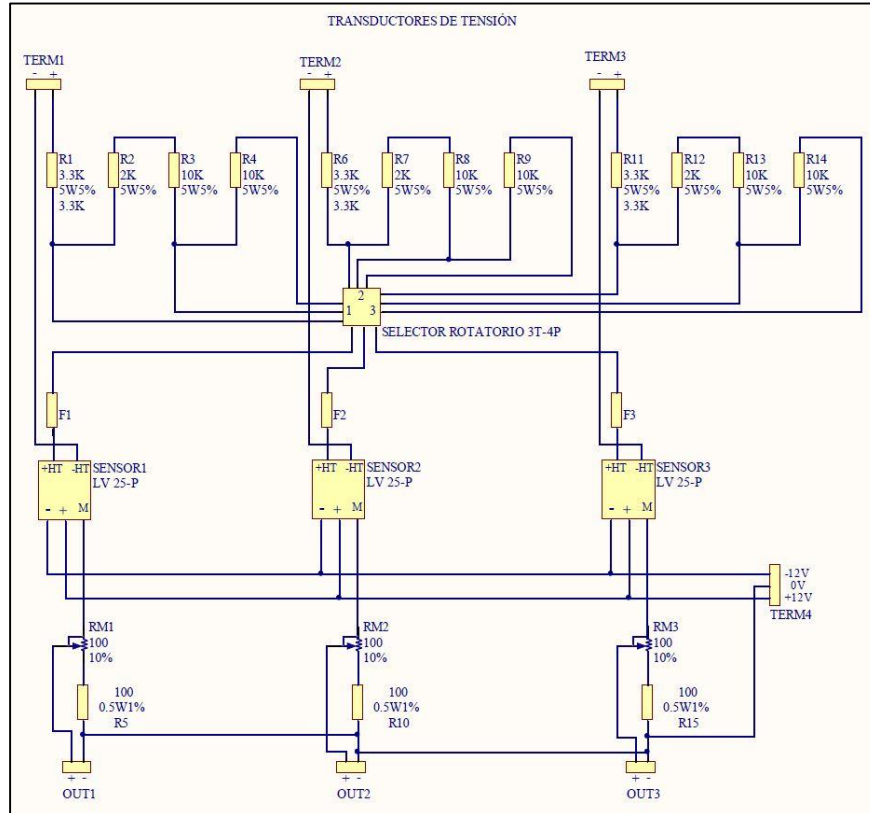 TRANSDUCTORES DE TENSIÓN
TERM1
- +
TERM2
- +
TERM3
- +
R1
3.3K
5W5%
3.3K
R2
2K
5W5%
R3
10K
5W5%
R4
10K
5W5%
R6
3.3K
5W5%
3.3K
R7
2K
5W5%
R8
10K
5W5%
R9
10K
5W5%
R11
3.3K
5W5%
3.3K
R12
2K
5W5%
R13
10K
5W5%
R14
10K
5W5%
2
1 3
SELECTOR ROTATORIO 3T-4P
F1
F2
F3
+HT -HT
- + M
SENSOR1
LV 25-P
+HT -HT
- + M
SENSOR2
LV 25-P
+HT -HT
- + M
SENSOR3
LV 25-P
-12V
0V
+12V
TERM4
RM1
100
10%
RM2
100
10%
RM3
100
10%
100
0.5W1%
R5
100
0.5W1%
R10
100
0.5W1%
R15
+ -
OUT1
+ -
OUT2
+ -
OUT3